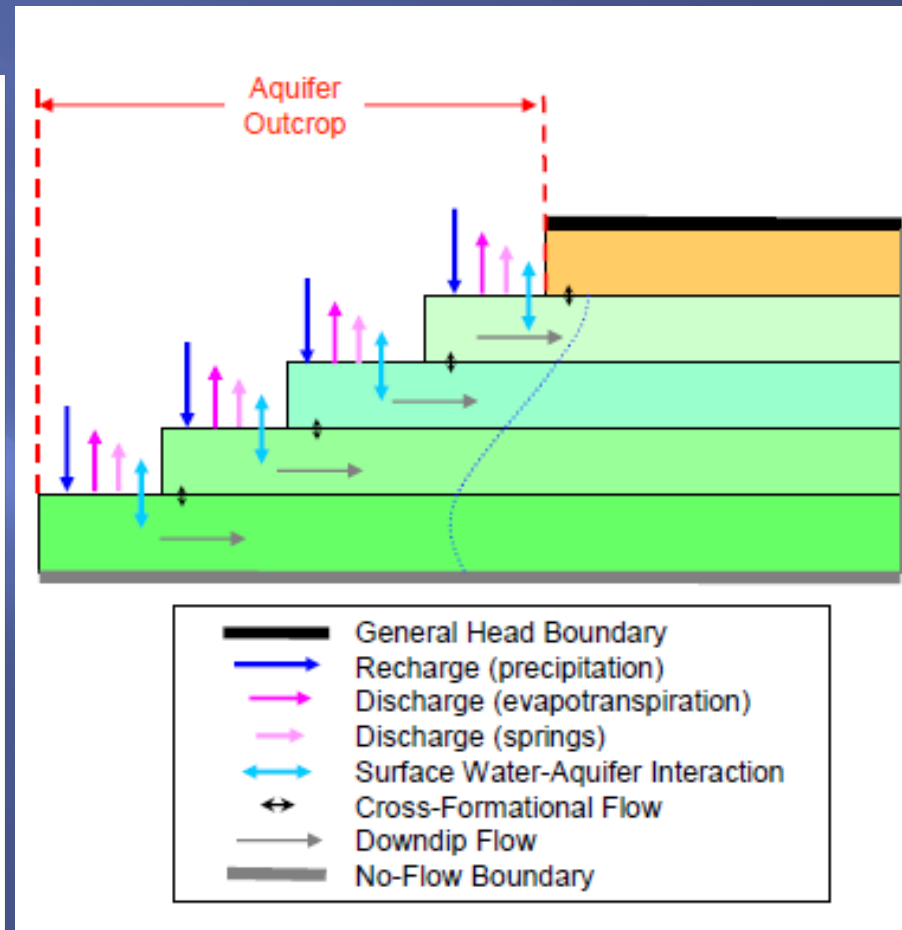 Aquifer
Outcrop
General Head Boundary
Recharge (precipitation)
Discharge (evapotranspiration)
Discharge (springs)
Surface Water-Aquifer Interaction
Cross-Formational Flow
Downdip Flow
No-Flow Boundary